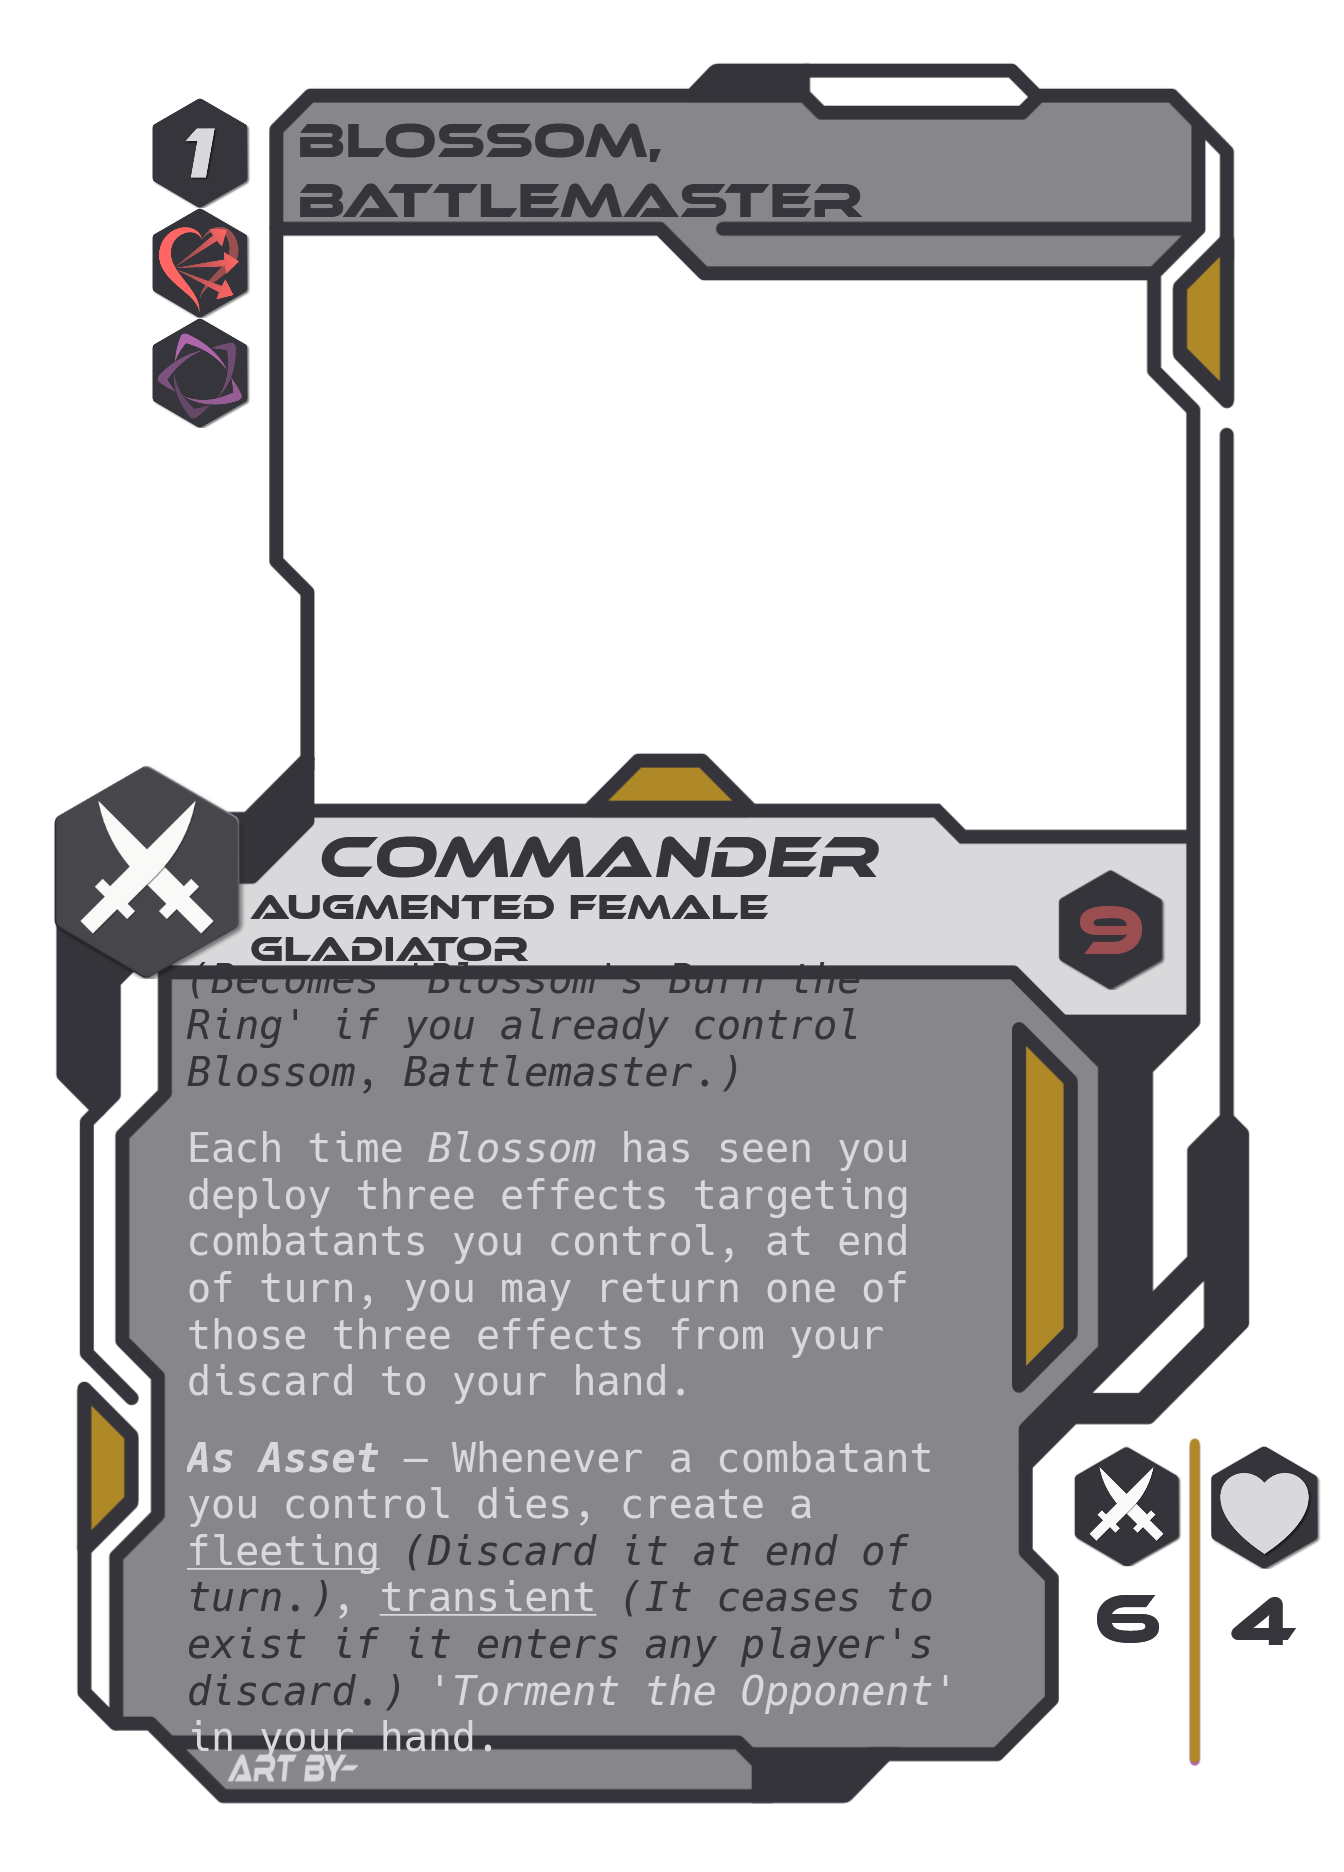 1
BLOSSOM,
BATTLEMASTER
COMMANDER
AUGMENTED FEMALE
GLADIATOR
9
(Becomes 'Blossom's Burn the
Ring' if you already control
Blossom, Battlemaster.)
Each time Blossom has seen you
deploy three effects targeting
combatants you control, at end
of turn, you may return one of
those three effects from your
discard to your hand.
As Asset – Whenever a combatant
you control dies, create a
fleeting (Discard it at end of
turn.), transient (It ceases to
exist if it enters any player's
discard.) 'Torment the Opponent'
in your hand.
6
4
ART BY-